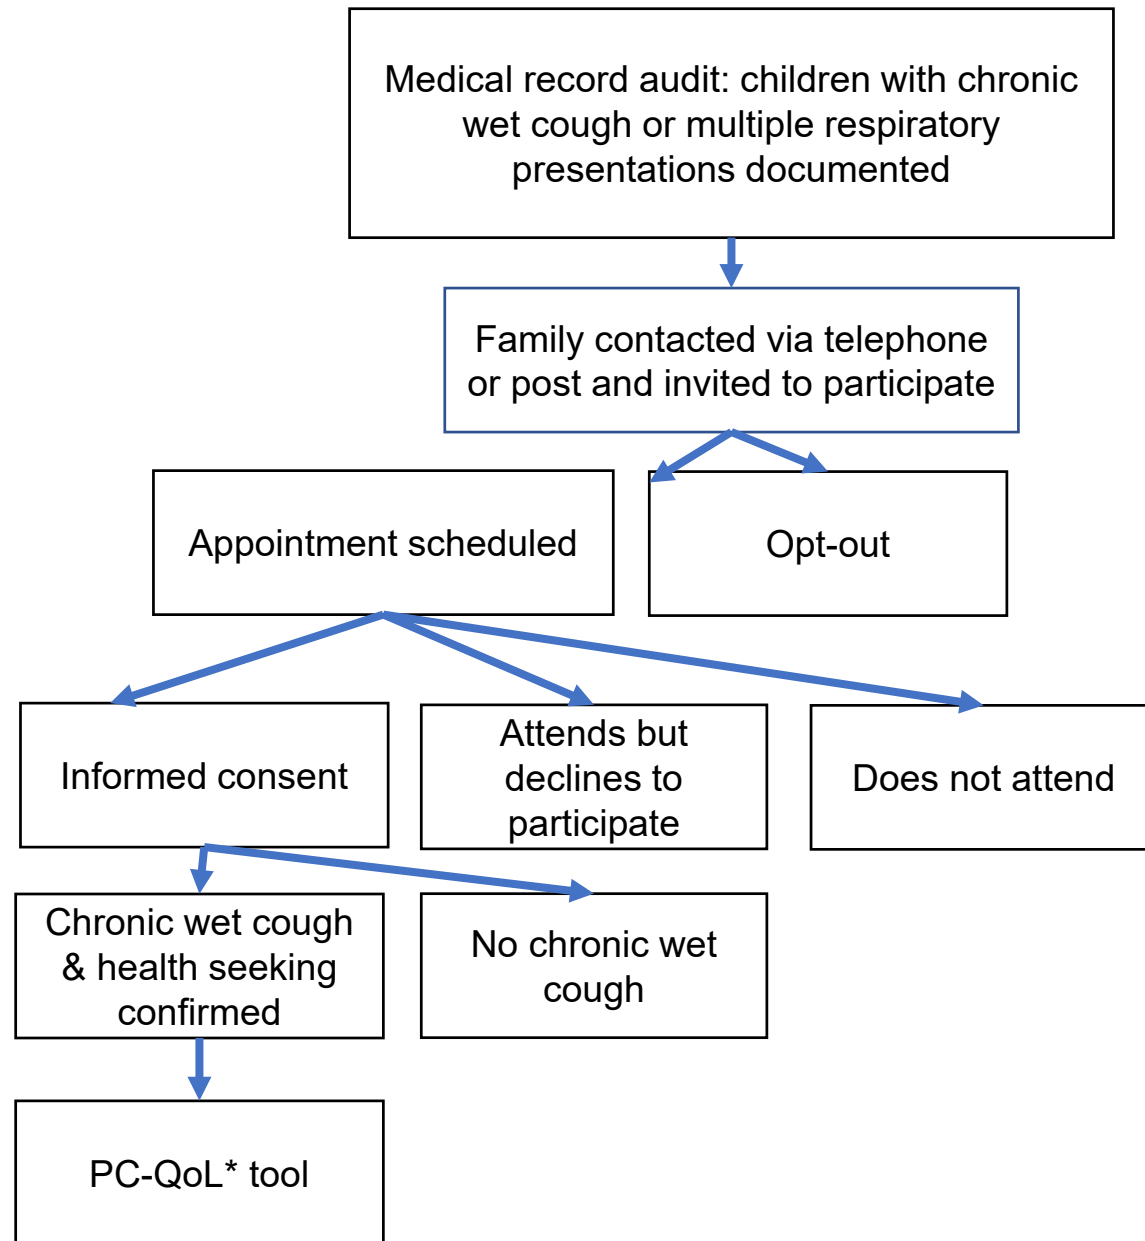 Medical record audit: children with chronic
wet cough or multiple respiratory
presentations documented
Family contacted via telephone
or post and invited to participate
Appointment scheduled
Opt-out
Informed consent
Attends but
declines to
participate
Does not attend
Chronic wet cough
& health seeking
confirmed
No chronic wet
cough
PC-QoL* tool